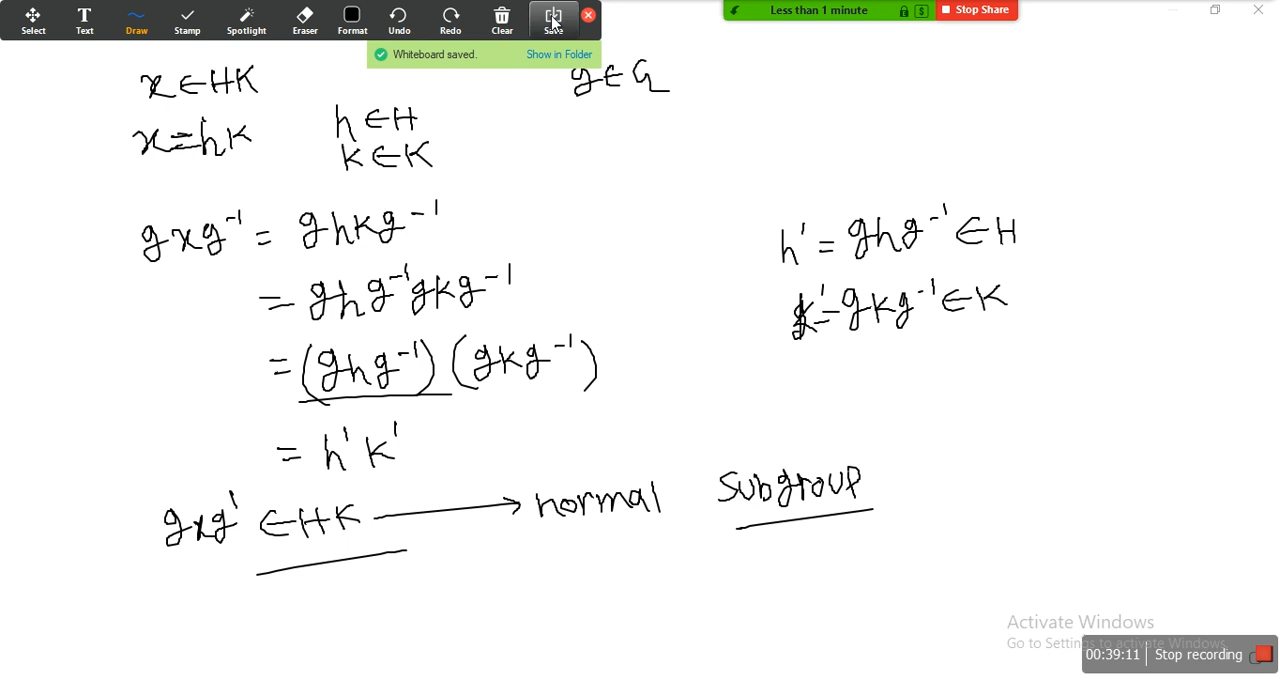 Select Text Draw Stamp Spotlight Eraser Format Undo Redo Clear Save
Less than 1 minute $ Stop Share
Whiteboard saved. Show in Folder
x∈HK g∈G
x=hk h∈H
k∈K
gxg⁻¹ = ghkg⁻¹
= ghg⁻¹gkg⁻¹
= (ghg⁻¹) (gkg⁻¹)
= h'k'
gxg' ∈HK → normal subgroup
h' = ghg⁻¹∈H
k'=gkg⁻¹∈K
Activate Windows
Go to Settings to activate Windows.
00:39:11 Stop recording